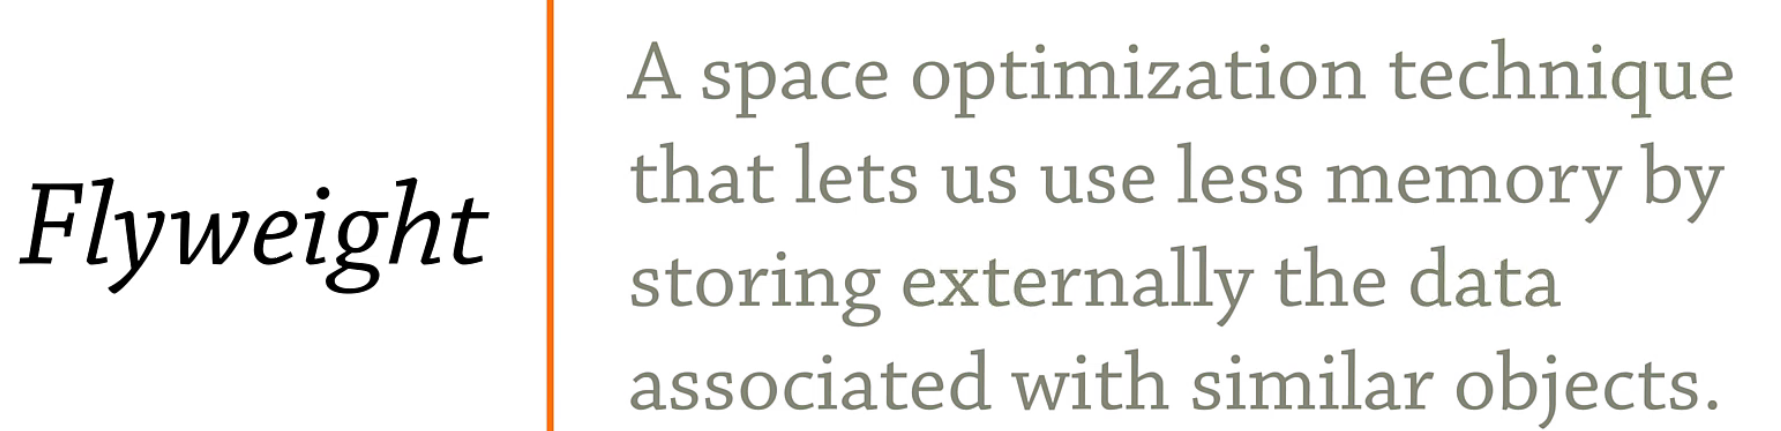 Flyweight
A space optimization technique
that lets us use less memory by
storing externally the data
associated with similar objects.